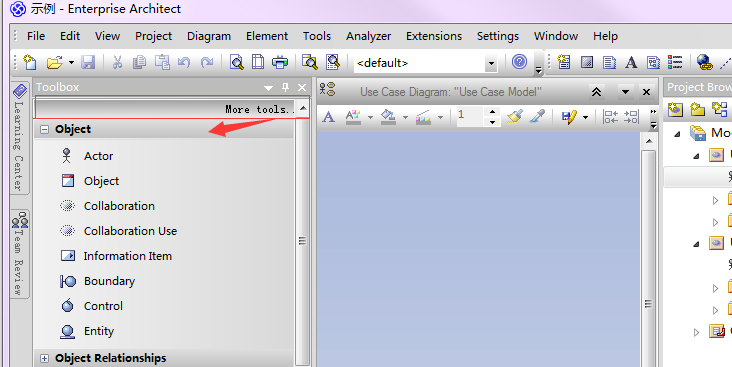 示例 - Enterprise Architect
File Edit View Project Diagram Element Tools Analyzer Extensions Settings Window Help
<default>
Toolbox
Use Case Diagram: "Use Case Model"
Project Brow
More tools..
1
Object
Actor
Object
Collaboration
Collaboration Use
Information Item
Boundary
Control
Entity
Object Relationships
Learning Center
Team Review
Mo